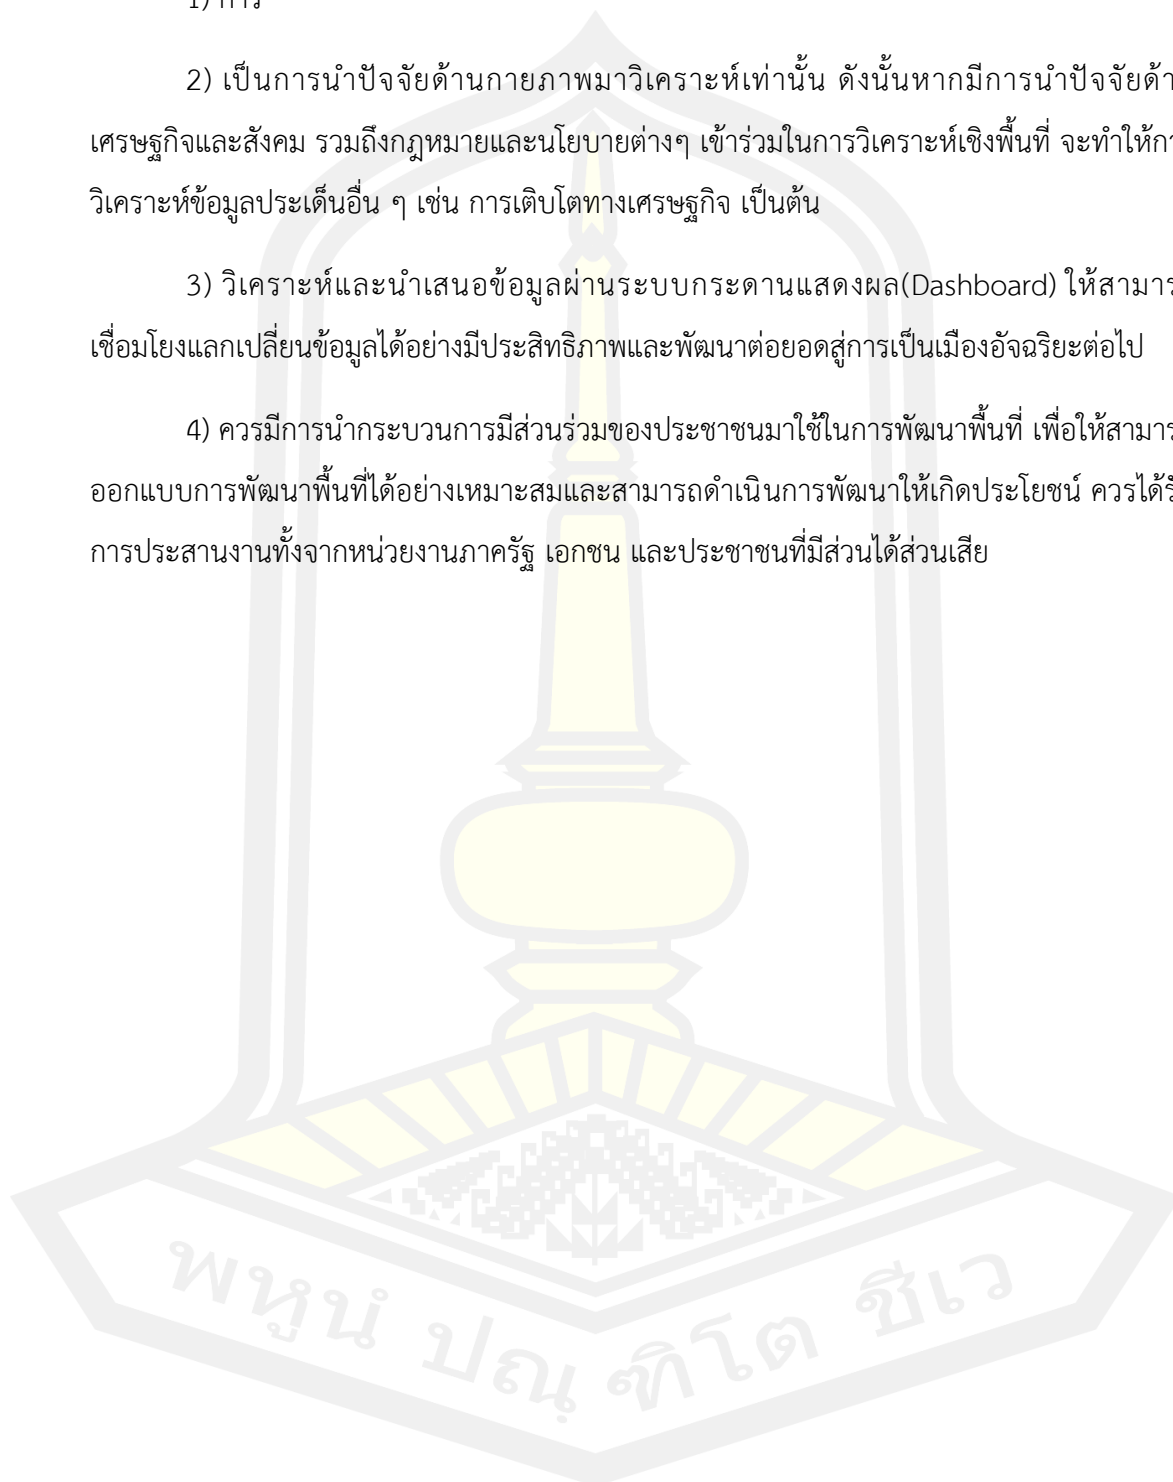 1) การ
2) เป็นการนำปัจจัยด้านกายภาพมาวิเคราะห์เท่านั้น ดังนั้นหากมีการนำปัจจัยด้า
เศรษฐกิจและสังคม รวมถึงกฎหมายและนโยบายต่างๆ เข้าร่วมในการวิเคราะห์เชิงพื้นที่ จะทำให้กา
วิเคราะห์ข้อมูลประเด็นอื่น ๆ เช่น การเติบโตทางเศรษฐกิจ เป็นต้น
3) วิเคราะห์และนำเสนอข้อมูลผ่านระบบกระดานแสดงผล(Dashboard) ให้สามาร
เชื่อมโยงแลกเปลี่ยนข้อมูลได้อย่างมีประสิทธิภาพและพัฒนาต่อยอดสู่การเป็นเมืองอัจฉริยะต่อไป
4) ควรมีการนำกระบวนการมีส่วนร่วมของประชาชนมาใช้ในการพัฒนาพื้นที่ เพื่อให้สามาร
ออกแบบการพัฒนาพื้นที่ได้อย่างเหมาะสมและสามารถดำเนินการพัฒนาให้เกิดประโยชน์ ควรได้รั
การประสานงานทั้งจากหน่วยงานภาครัฐ เอกชน และประชาชนที่มีส่วนได้ส่วนเสีย
พหูนํ ปณฺฑิโต ชีเว